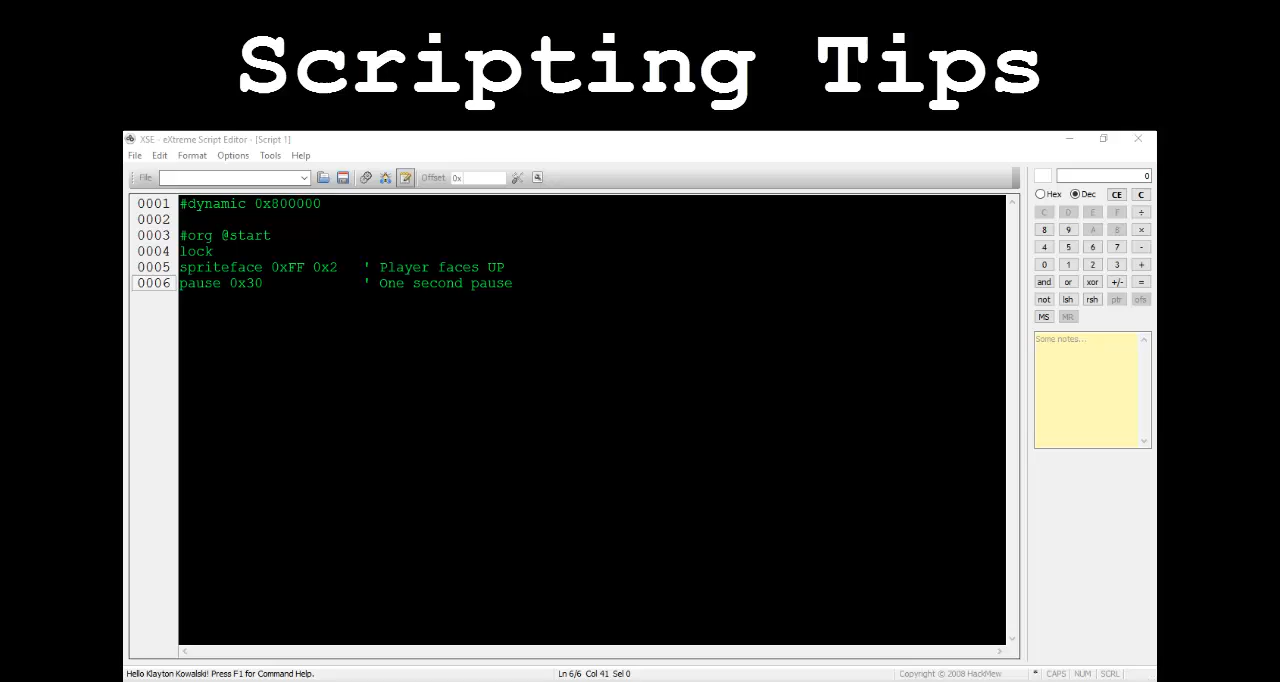 Scripting Tips
XSE - eXtreme Script Editor - [Script 1]
File Edit Format Options Tools Help
File Offset 0x
0
Hex Dec CE C
C D E F ÷
8 9 A B ×
4 5 6 7 -
0 1 2 3 +
and or xor +/- =
not lsh rsh ptr ofs
MS MR
Some notes...
0001 #dynamic 0x800000
0002
0003 #org @start
0004 lock
0005 spriteface 0xFF 0x2 ' Player faces UP
0006 pause 0x30 ' One second pause
Hello Klayton Kowalski! Press F1 for Command Help. Ln 6/6 Col 41 Sel 0 Copyright © 2008 HackMew * CAPS NUM SCRL